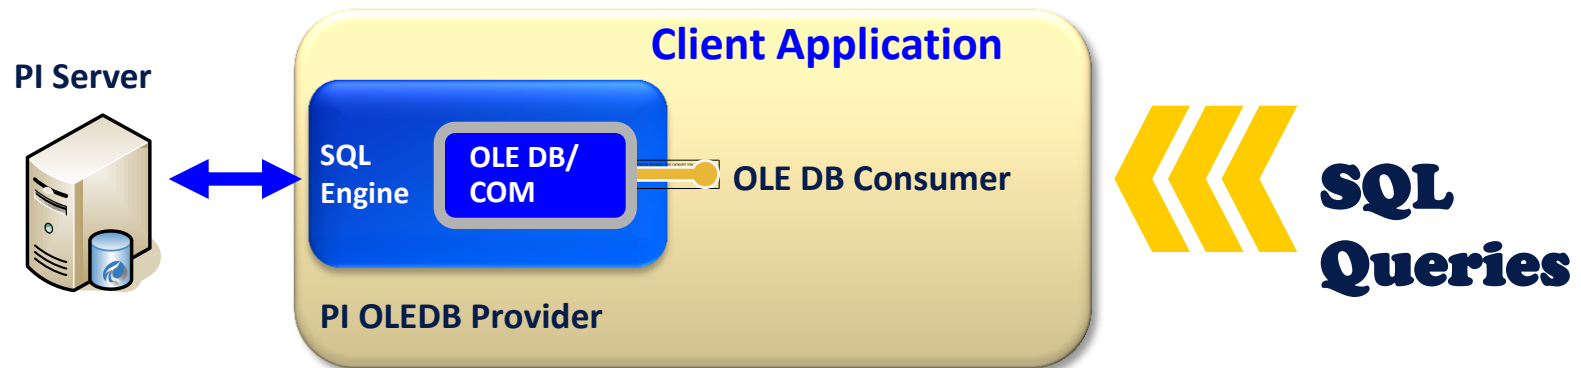 Client Application
PI Server
SQL
Engine
OLE DB/
COM
OLE DB Consumer
PI OLEDB Provider
SQL
Queries